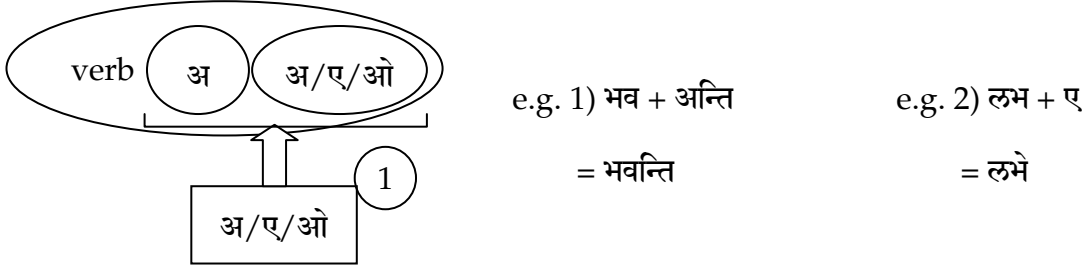 verb अ अ/ए/ओ
e.g. 1) भव + अन्ति
= भवन्ति
e.g. 2) लभ + ए
= लभे
1
अ/ए/ओ